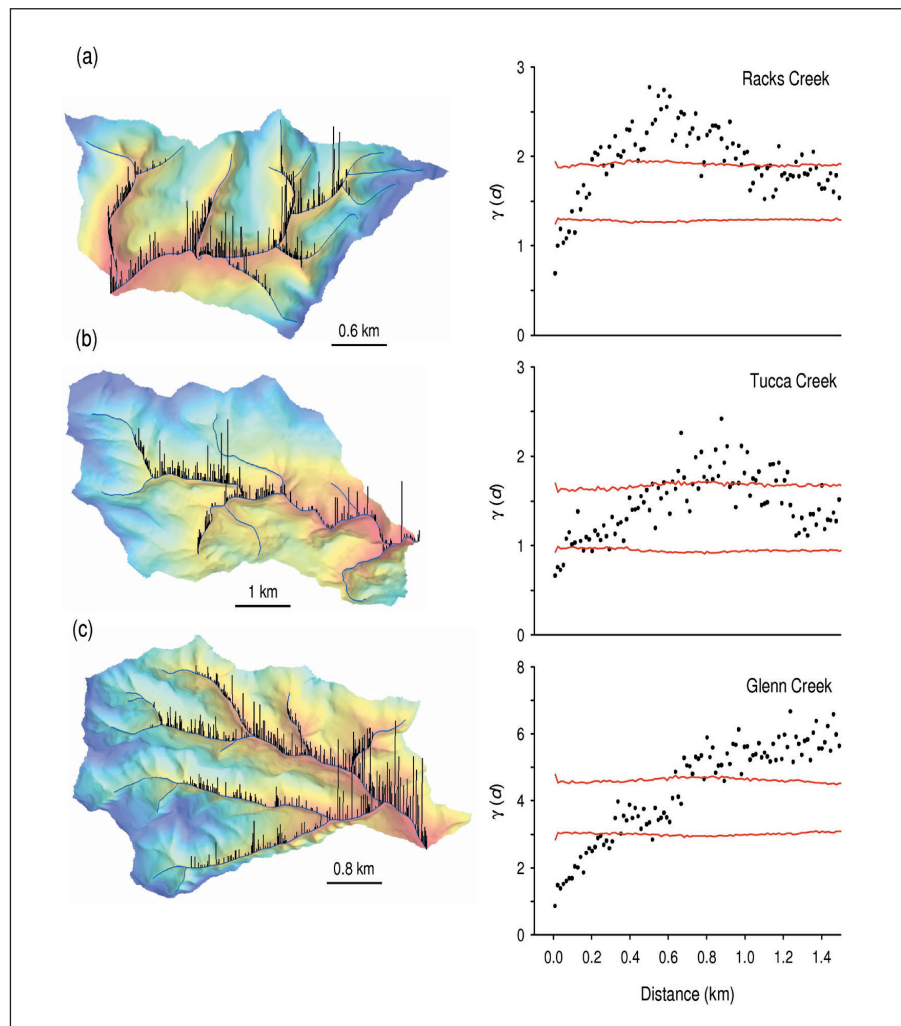 (a)
0.6 km
3
2
1
0
γ (d)
Racks Creek
(b)
1 km
3
2
1
0
γ (d)
Tucca Creek
(c)
0.8 km
8
6
4
2
0
γ (d)
Glenn Creek
0.0 0.2 0.4 0.6 0.8 1.0 1.2 1.4
Distance (km)